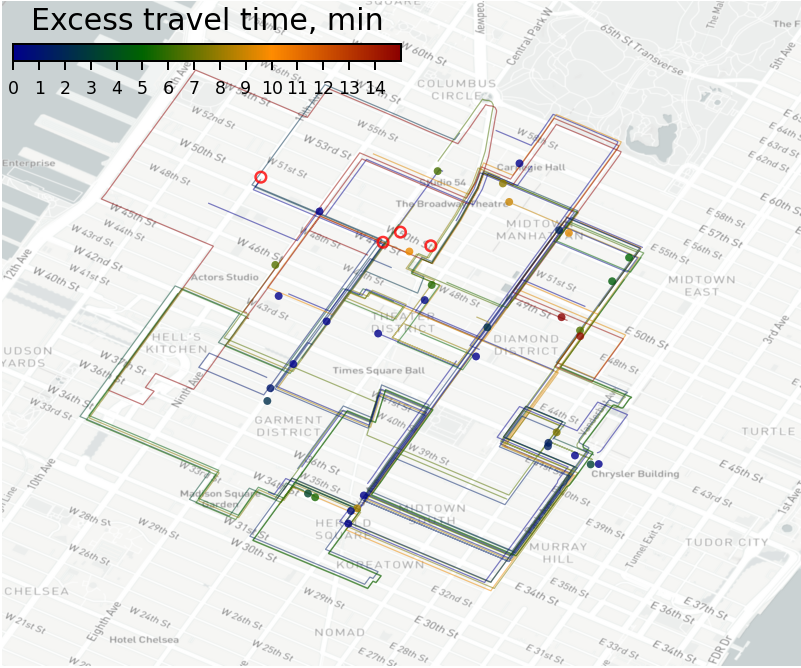 SQUARE
Excess travel time, min
0 1 2 3 4 5 6 7 8 9 10 11 12 13 14
Broadway
Central Park W
65th St Transverse
5th Ave
W 60th St
COLUMBUS
CIRCLE
E 65th St
E 64th St
E 63rd St
E 62nd St
W 52nd St
W 55th St
W 53rd St
W 58th St
W 50th St
W 51st St
Enterprise
Carnegie Hall
W 48th St
Studio 54
The Broadway Theatre
E 60th St
W 45th St
E 58th St
E 57th St
MIDTOWN
MANHATTAN
W 48th St
W 46th St
W 43rd St
W 42nd St
W 41st St
W 40th St
12th Ave
E 56th St
E 55th St
Actors Studio
E 51st St
MIDTOWN
EAST
W 48th St
W 43rd St
49th St
THEATER
DISTRICT
3rd Ave
HELL'S
KITCHEN
DIAMOND
DISTRICT
E 50th St
E 48th St
W 36th St
W 34th St
W 33rd St
Times Square Ball
Ninth Ave
E 44th St
Vanderbilt Ave
GARMENT
DISTRICT
W 40th St
W 39th St
TURTLE
10th Ave
W 36th St
W 33rd St
W 35th St
W 34th St
Chrysler Building
E 45th St
Madison Square
Garden
E 40th St
E 43rd St
1st Ave
W 28th St
W 29th St
W 31st St
W 30th St
HERALD
SQUARE
MIDTOWN
SOUTH
E 39th St
Tunnel Exit St
TUDOR CITY
MURRAY
HILL
KOREATOWN
CHELSEA
W 29th St
E 32nd St
E 35th St
E 34th St
E 37th St
E 36th St
Eighth Ave
W 24th St
W 26th St
W 21st St
Hotel Chelsea
W 25th St
NOMAD
E 30th St
E 29th St
E 28th St
E 27th St
E 31st St
E 33rd St
FDR Dr